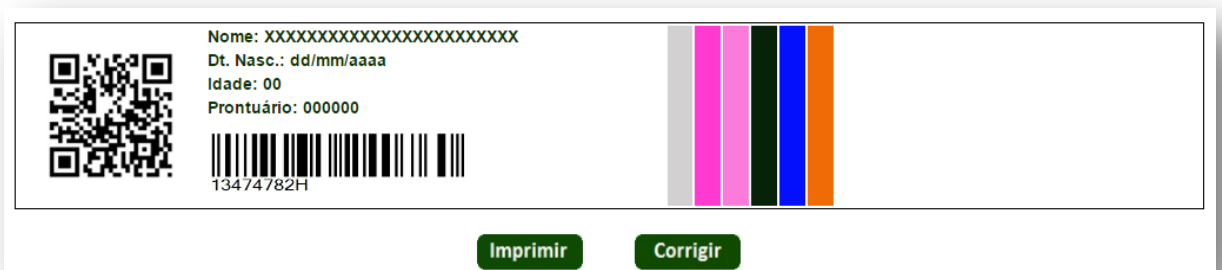 Nome: XXXXXXXXXXXXXXXXXXXXXXXX
Dt. Nasc.: dd/mm/aaaa
Idade: 00
Prontuário: 000000
13474782H
Imprimir
Corrigir